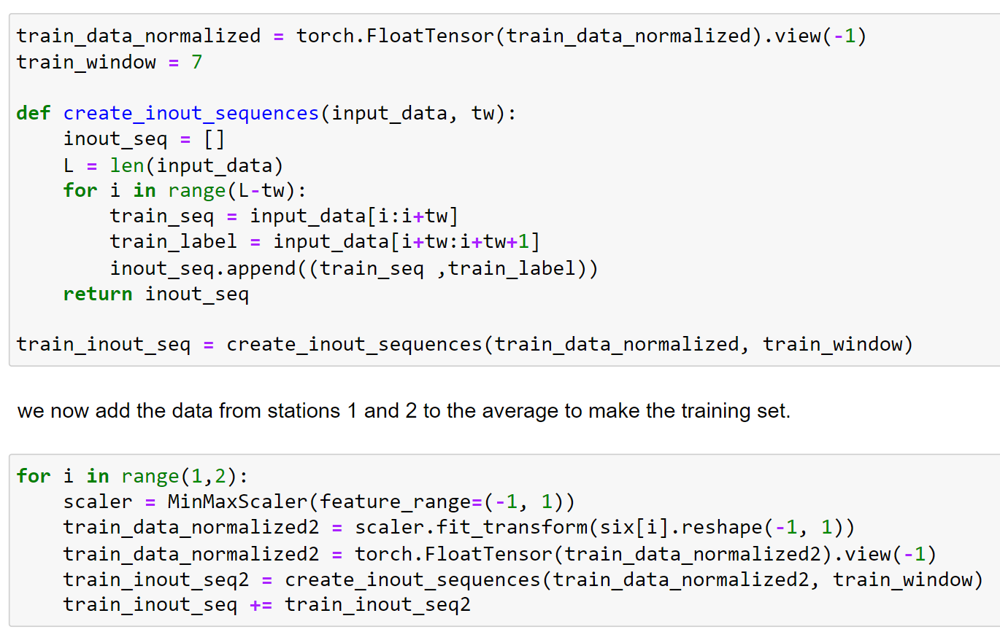 train_data_normalized = torch.FloatTensor(train_data_normalized).view(-1)
train_window = 7

def create_inout_sequences(input_data, tw):
    inout_seq = []
    L = len(input_data)
    for i in range(L-tw):
        train_seq = input_data[i:i+tw]
        train_label = input_data[i+tw:i+tw+1]
        inout_seq.append((train_seq ,train_label))
    return inout_seq

train_inout_seq = create_inout_sequences(train_data_normalized, train_window)

we now add the data from stations 1 and 2 to the average to make the training set.

for i in range(1,2):
    scaler = MinMaxScaler(feature_range=(-1, 1))
    train_data_normalized2 = scaler.fit_transform(six[i].reshape(-1, 1))
    train_data_normalized2 = torch.FloatTensor(train_data_normalized2).view(-1)
    train_inout_seq2 = create_inout_sequences(train_data_normalized2, train_window)
    train_inout_seq += train_inout_seq2